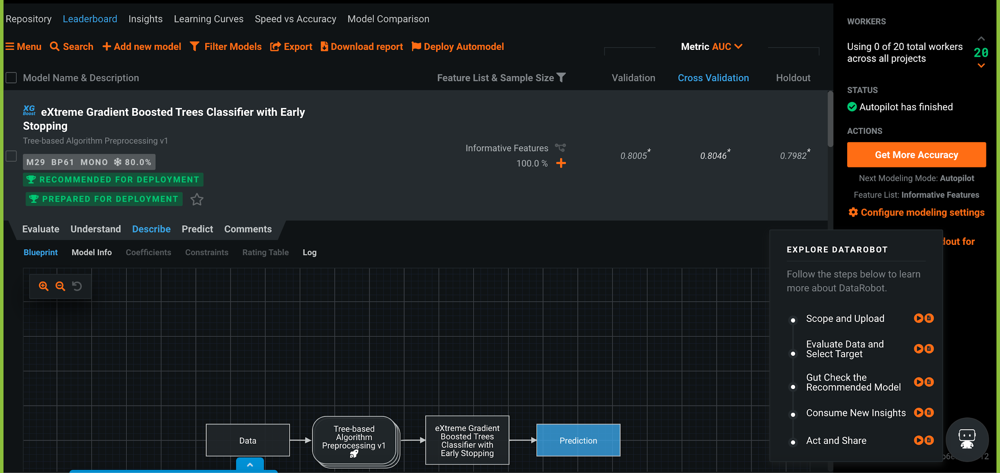 Repository Leaderboard Insights Learning Curves Speed vs Accuracy Model Comparison
Menu Search Add new model Filter Models Export Download report Deploy Automodel
Metric AUC
Model Name & Description Feature List & Sample Size Validation Cross Validation Holdout
XG
Boost
eXtreme Gradient Boosted Trees Classifier with Early
Stopping
Tree-based Algorithm Preprocessing v1
M29 BP61 MONO 80.0%
RECOMMENDED FOR DEPLOYMENT
PREPARED FOR DEPLOYMENT
Informative Features
100.0 %
0.8005* 0.8046* 0.7982*
Evaluate Understand Describe Predict Comments
Blueprint Model Info Coefficients Constraints Rating Table Log
Data
Tree-based
Algorithm
Preprocessing v1
eXtreme Gradient
Boosted Trees
Classifier with
Early Stopping
Prediction
WORKERS
Using 0 of 20 total workers
across all projects
20
STATUS
Autopilot has finished
ACTIONS
Get More Accuracy
Next Modeling Mode: Autopilot
Feature List: Informative Features
Configure modeling settings
for
EXPLORE DATAROBOT
Follow the steps below to learn
more about DataRobot.
Scope and Upload
Evaluate Data and
Select Target
Gut Check the
Recommended Model
Consume New Insights
Act and Share